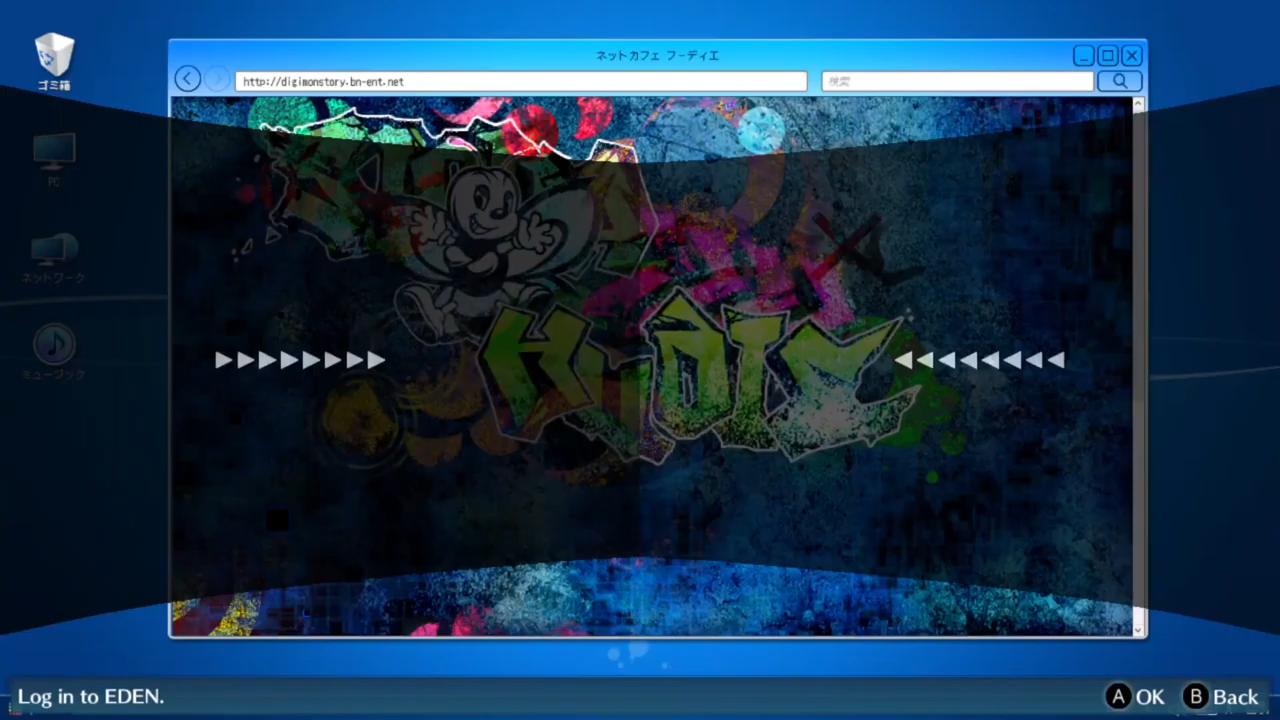 ネットカフェ フーディエ
http://digimonstory.bn-ent.net
検索
ゴミ箱
PC
ネットワーク
ミュージック
Log in to EDEN.
A OK B Back